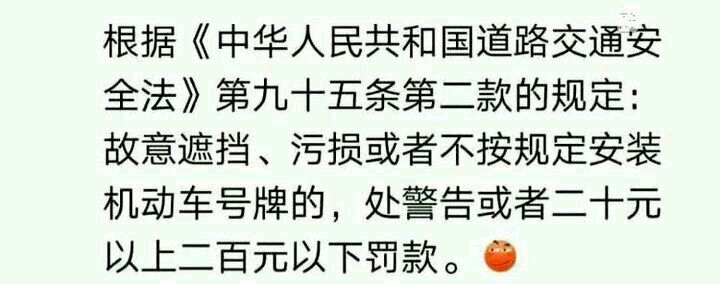 根据《中华人民共和国道路交通安
全法》第九十五条第二款的规定：
故意遮挡、污损或者不按规定安装
机动车号牌的，处警告或者二十元
以上二百元以下罚款。